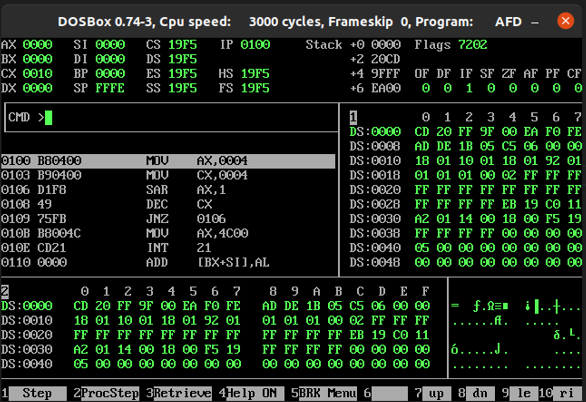 DOSBox 0.74-3, Cpu speed: 3000 cycles, Frameskip 0, Program: AFD
AX 0000 SI 0000 CS 19F5 IP 0100 Stack +0 0000 Flags 7202
BX 0000 DI 0000 DS 19F5 +2 20CD
CX 0010 BP 0000 ES 19F5 HS 19F5 +4 9FFF OF DF IF SF ZF AF PF CF
DX 0000 SP FFFE SS 19F5 FS 19F5 +6 EA00 0 0 1 0 0 0 0 0
CMD >
1 0 1 2 3 4 5 6 7
DS:0000 CD 20 FF 9F 00 EA F0 FE
DS:0008 AD DE 1B 05 C5 06 00 00
0100 B80400 MOV AX,0004 DS:0010 18 01 10 01 18 01 92 01
0103 B90400 MOV CX,0004 DS:0018 01 01 01 00 02 FF FF FF
0106 D1F8 SAR AX,1 DS:0020 FF FF FF FF FF FF FF FF
0108 49 DEC CX DS:0028 FF FF FF FF EB 19 C0 11
0109 75FB JNZ 0106 DS:0030 A2 01 14 00 18 00 F5 19
010B B8004C MOV AX,4C00 DS:0038 FF FF FF FF 00 00 00 00
010E CD21 INT 21 DS:0040 05 00 00 00 00 00 00 00
0110 0000 ADD [BX+SI],AL DS:0048 00 00 00 00 00 00 00 00
2 0 1 2 3 4 5 6 7 8 9 A B C D E F
DS:0000 CD 20 FF 9F 00 EA F0 FE AD DE 1B 05 C5 06 00 00
DS:0010 18 01 10 01 18 01 92 01 01 01 01 00 02 FF FF FF
DS:0020 FF FF FF FF FF FF FF FF FF FF FF FF EB 19 C0 11
DS:0030 A2 01 14 00 18 00 F5 19 FF FF FF FF 00 00 00 00
DS:0040 05 00 00 00 00 00 00 00 00 00 00 00 00 00 00 00
1 Step 2 ProcStep 3 Retrieve 4 Help ON 5 BRK Menu 6 7 up 8 dn 9 le 10 ri